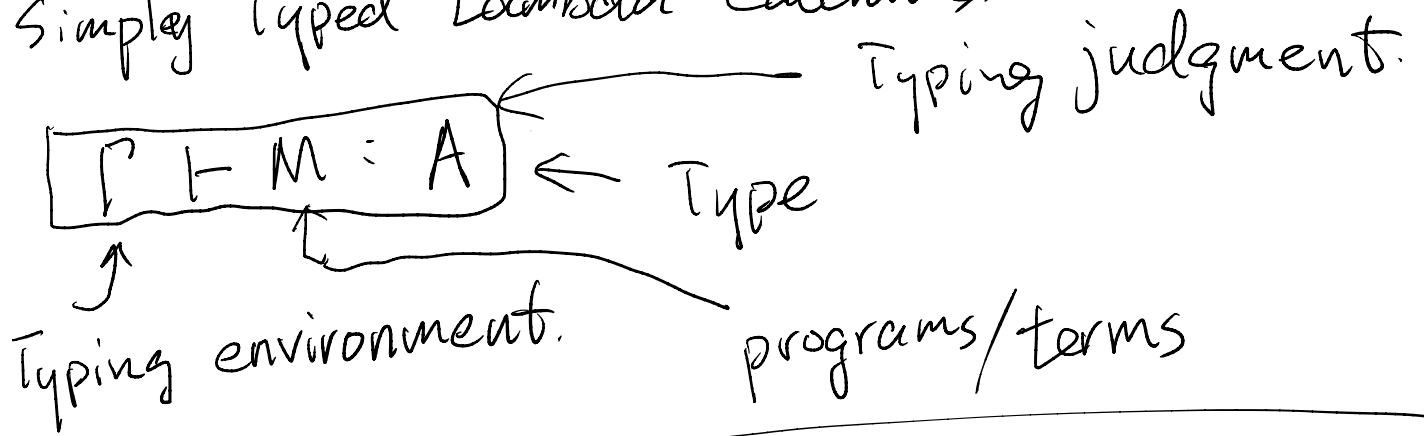 Simply Typed Lambda Calculus.
Typing judgment.
Γ ⊢ M : A
Type
Typing environment.
programs/terms